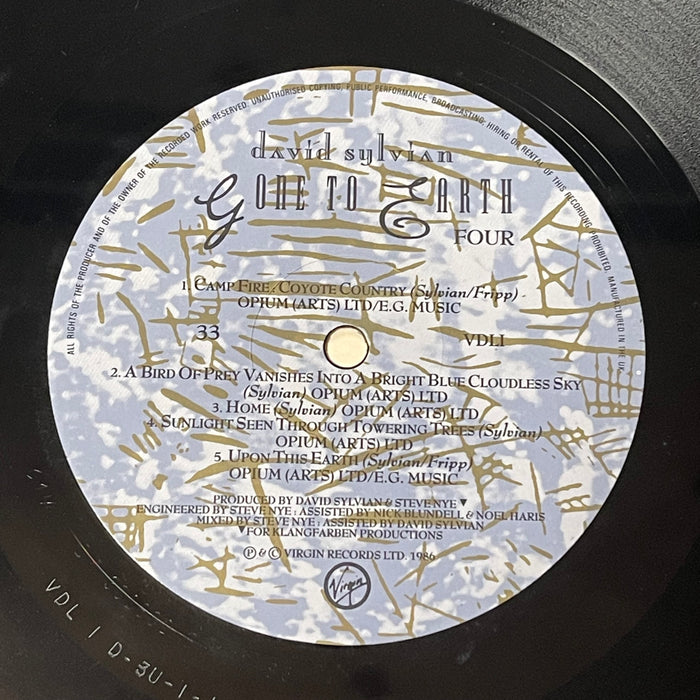 ALL RIGHTS OF THE PRODUCER AND OF THE OWNER OF THE RECORDED WORK RESERVED. UNAUTHORISED COPYING, PUBLIC PERFORMANCE, BROADCASTING, HIRING OR RENTAL OF THIS RECORDING PROHIBITED. MANUFACTURED IN THE UK.
david sylvian
GONE TO EARTH
FOUR
1. CAMP FIRE: COYOTE COUNTRY (Sylvian/Fripp)
OPIUM (ARTS) LTD/E.G. MUSIC
33
VDL1
2. A BIRD OF PREY VANISHES INTO A BRIGHT BLUE CLOUDLESS SKY
(Sylvian) OPIUM (ARTS) LTD
3. HOME (Sylvian) OPIUM (ARTS) LTD
4. SUNLIGHT SEEN THROUGH TOWERING TREES (Sylvian)
OPIUM (ARTS) LTD
5. UPON THIS EARTH (Sylvian/Fripp)
OPIUM (ARTS) LTD/E.G. MUSIC
PRODUCED BY DAVID SYLVIAN & STEVE NYE ▼
ENGINEERED BY STEVE NYE: ASSISTED BY NICK BLUNDELL & NOEL HARIS
MIXED BY STEVE NYE: ASSISTED BY DAVID SYLVIAN
▼FOR KLANGFARBEN PRODUCTIONS
℗ & © VIRGIN RECORDS LTD. 1986
Virgin
VDL 1 D-3U-1-